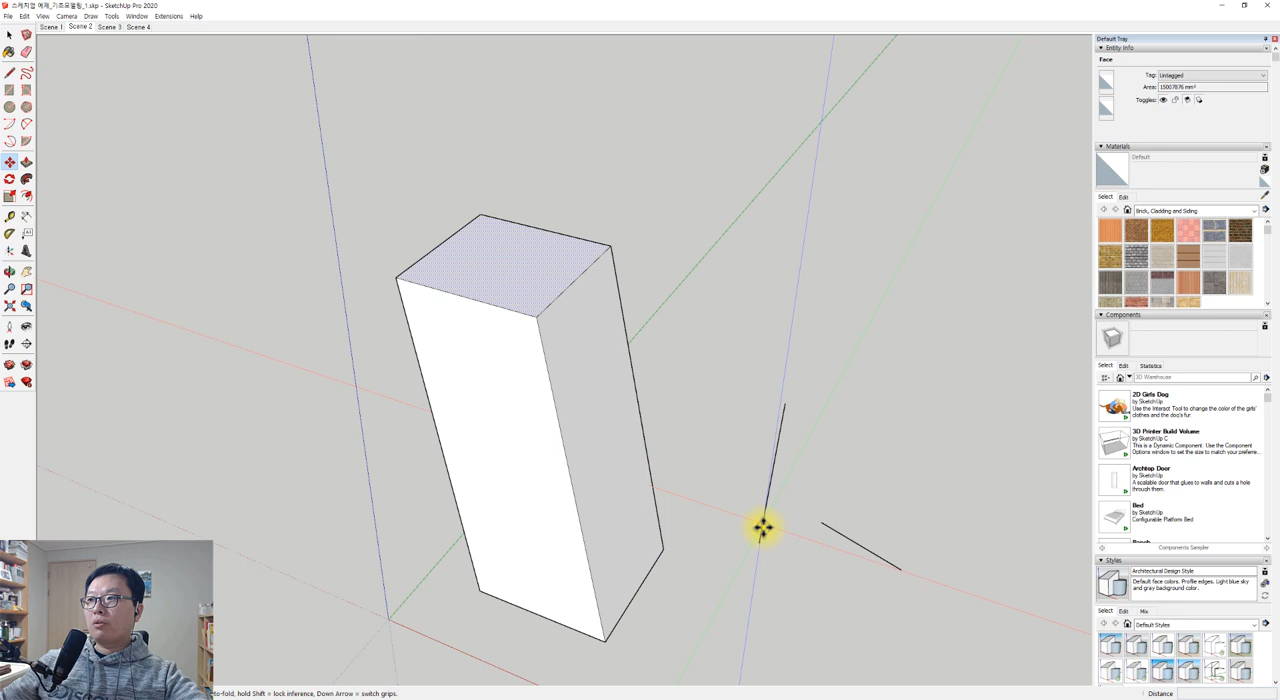 스케치업 예제_기초모델링_1.skp - SketchUp Pro 2020
File Edit View Camera Draw Tools Window Extensions Help
Scene 1 Scene 2 Scene 3 Scene 4
Default Tray
Entity Info
Face
Tag: Untagged
Area: 15007876 mm²
Toggles:
Materials
Default
Select Edit
Brick, Cladding and Siding
Components
Select Edit Statistics
3D Warehouse
2D Girls Dog
by SketchUp
Use the Interact Tool to change the color of the girls'
clothes and the dog's fur.
3D Printer Build Volume
by SketchUp C
This is a Dynamic Component. Use the Component
Options window to set the size to match your preferre...
Archtop Door
by SketchUp
A scalable door that glues to walls and cuts a hole
through them.
Bed
by SketchUp
Configurable Platform Bed
Components Sampler
Styles
Architectural Design Style
Default face colors. Profile edges. Light blue sky
and gray background color.
Select Edit Mix
Default Styles
to-fold, hold Shift = lock inference, Down Arrow = switch grips.
Distance